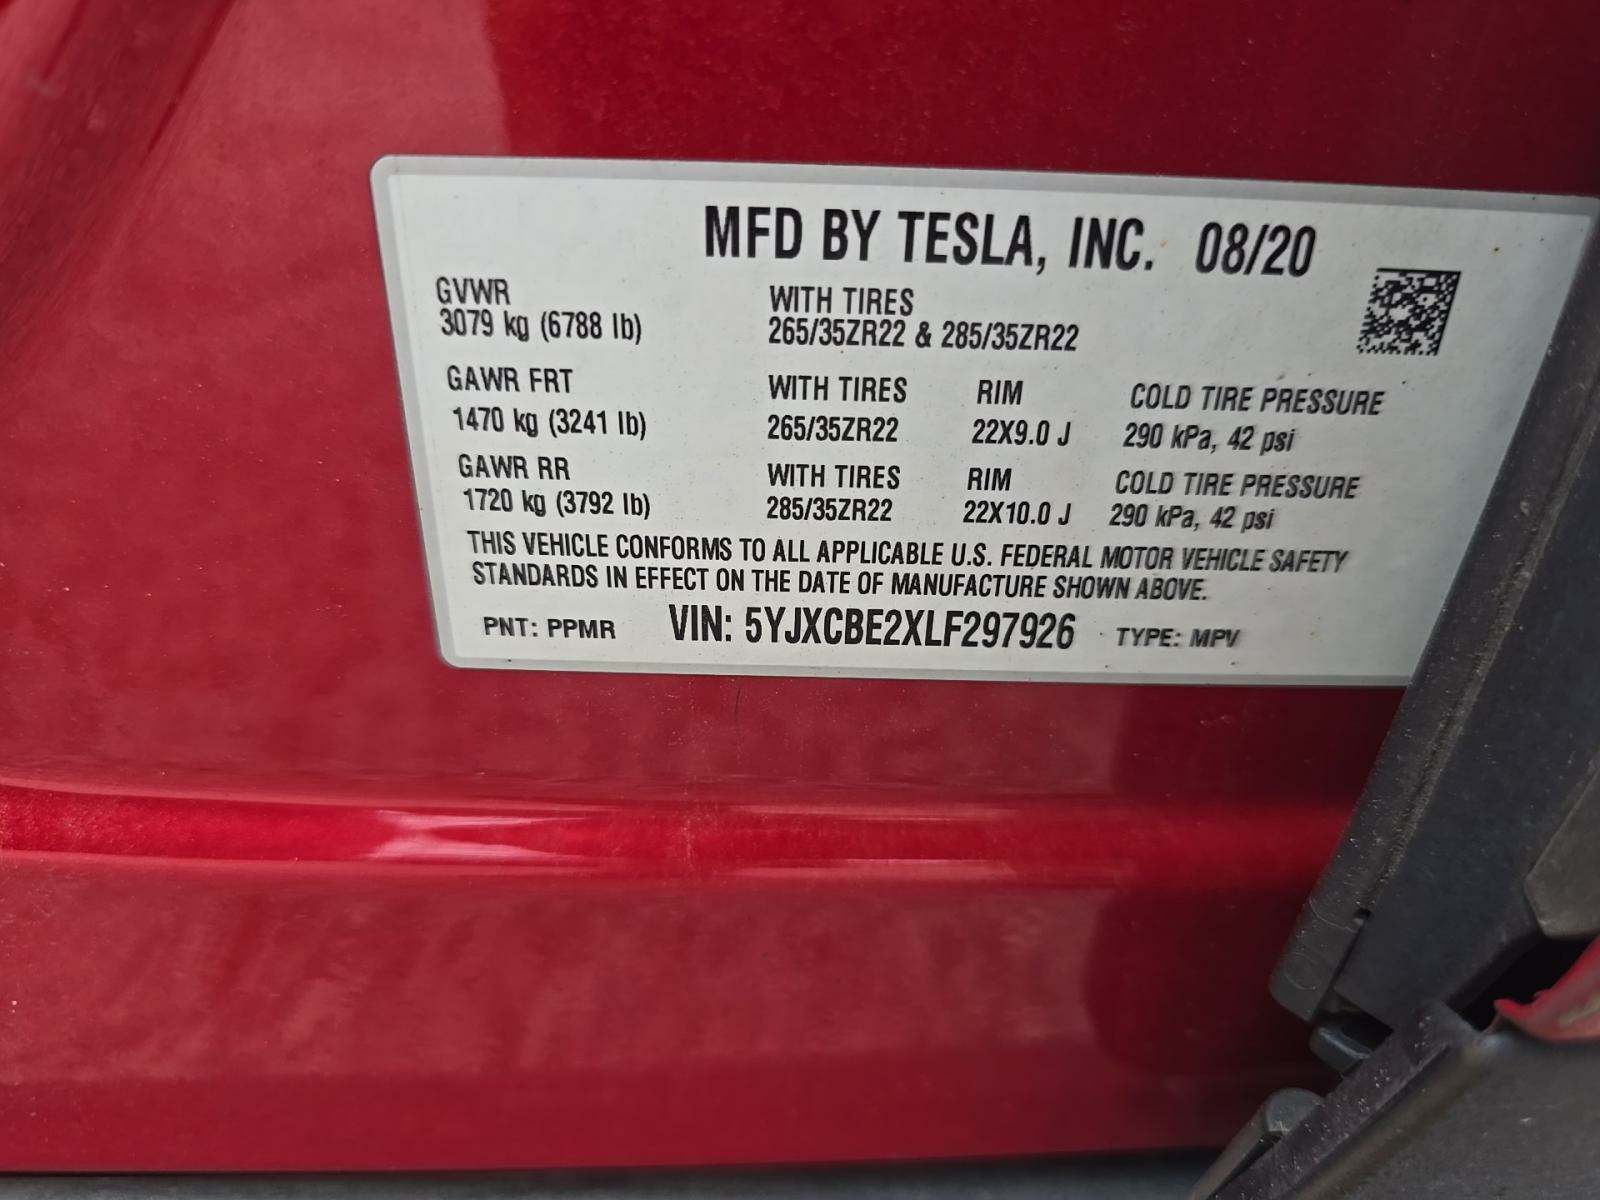 MFD BY TESLA, INC. 08/20
GVWR WITH TIRES
3079 kg (6788 lb) 265/35ZR22 & 285/35ZR22
GAWR FRT WITH TIRES RIM COLD TIRE PRESSURE
1470 kg (3241 lb) 265/35ZR22 22X9.0 J 290 kPa, 42 psi
GAWR RR WITH TIRES RIM COLD TIRE PRESSURE
1720 kg (3792 lb) 285/35ZR22 22X10.0 J 290 kPa, 42 psi
THIS VEHICLE CONFORMS TO ALL APPLICABLE U.S. FEDERAL MOTOR VEHICLE SAFETY
STANDARDS IN EFFECT ON THE DATE OF MANUFACTURE SHOWN ABOVE.
PNT: PPMR VIN: 5YJXCBE2XLF297926 TYPE: MPV